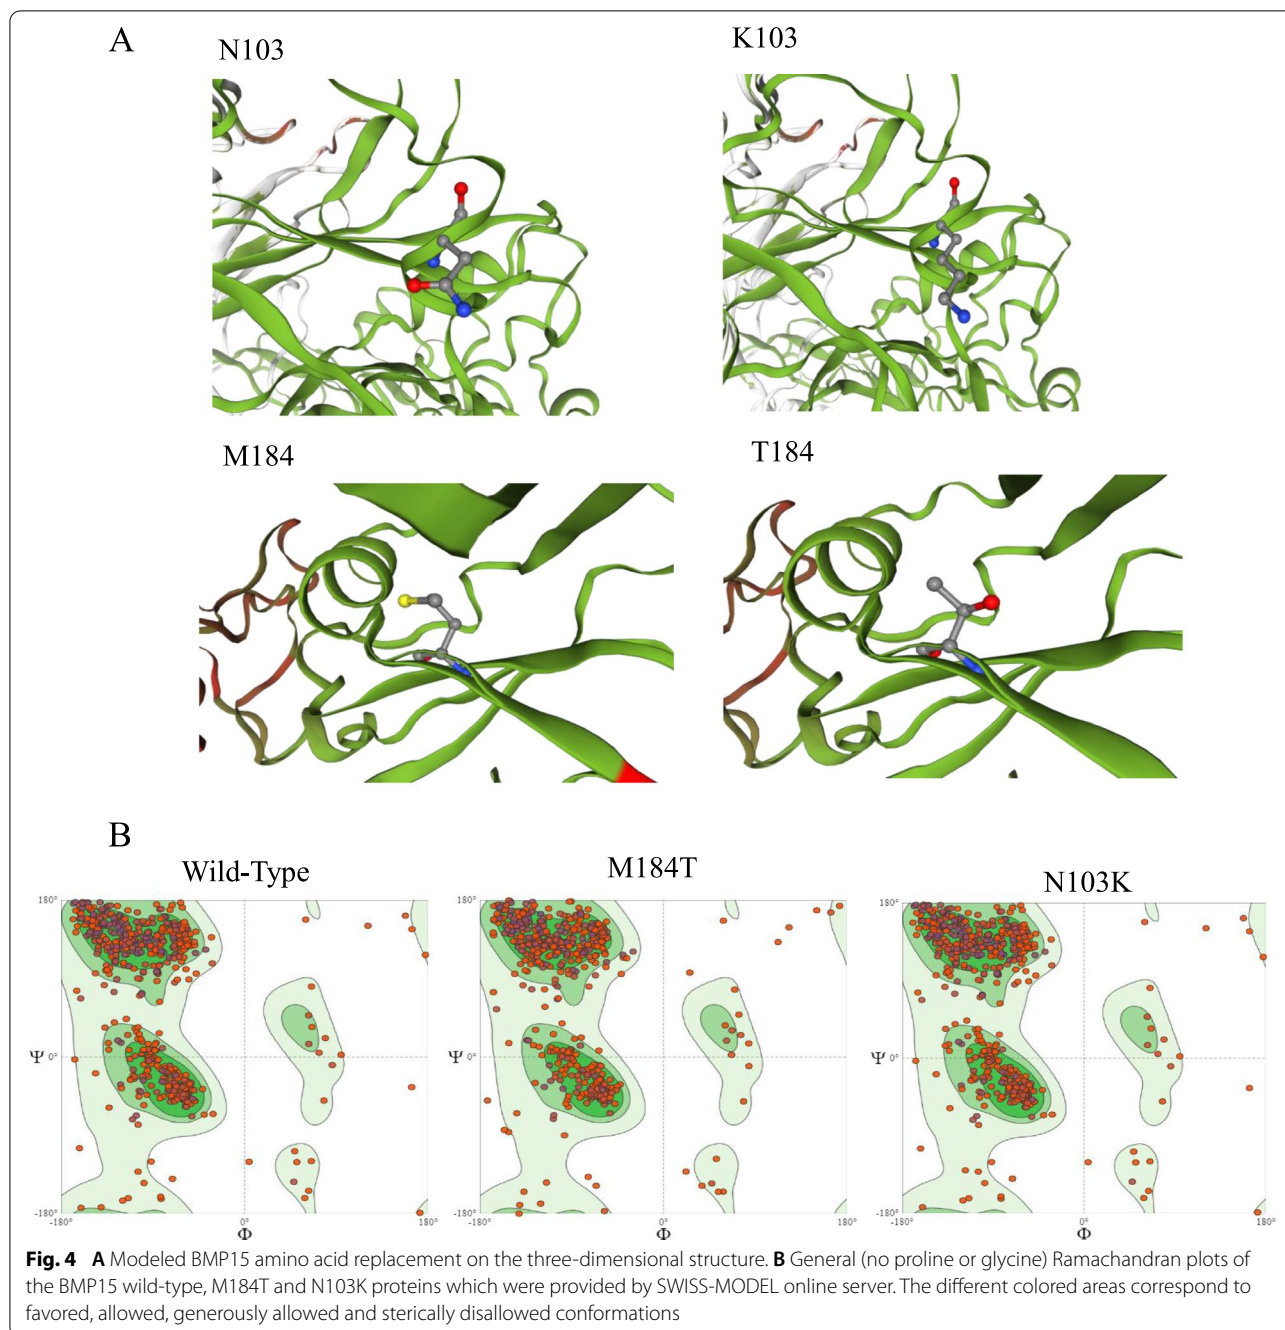 A
N103
K103
M184
T184
B
Wild-Type
M184T
N103K
180°
180°
180°
Ψ 0°
Ψ 0°
Ψ 0°
-180°
-180°
-180°
-180° 0° 180°
-180° 0° 180°
-180° 0° 180°
Φ
Φ
Φ
Fig. 4 A Modeled BMP15 amino acid replacement on the three-dimensional structure. B General (no proline or glycine) Ramachandran plots of
the BMP15 wild-type, M184T and N103K proteins which were provided by SWISS-MODEL online server. The different colored areas correspond to
favored, allowed, generously allowed and sterically disallowed conformations